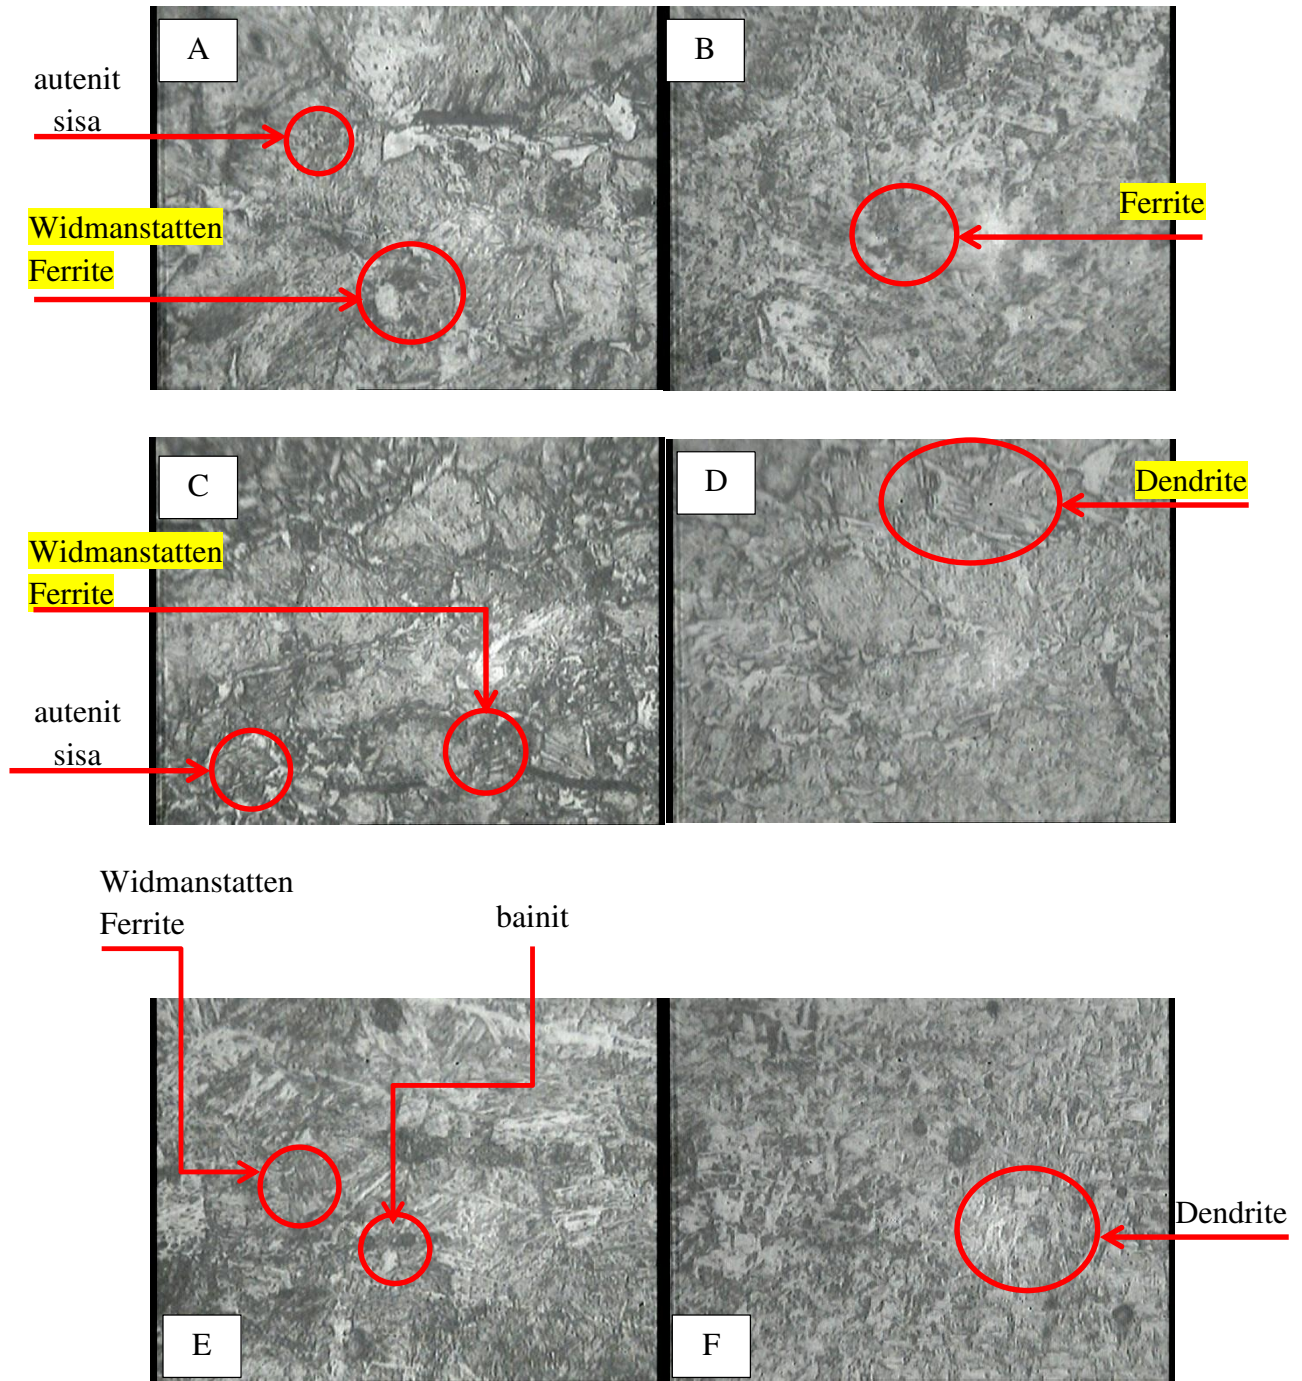 A
autenit
sisa
Widmanstatten
Ferrite
B
Ferrite
C
Widmanstatten
Ferrite
autenit
sisa
D
Dendrite
Widmanstatten
Ferrite
bainit
E
F
Dendrite